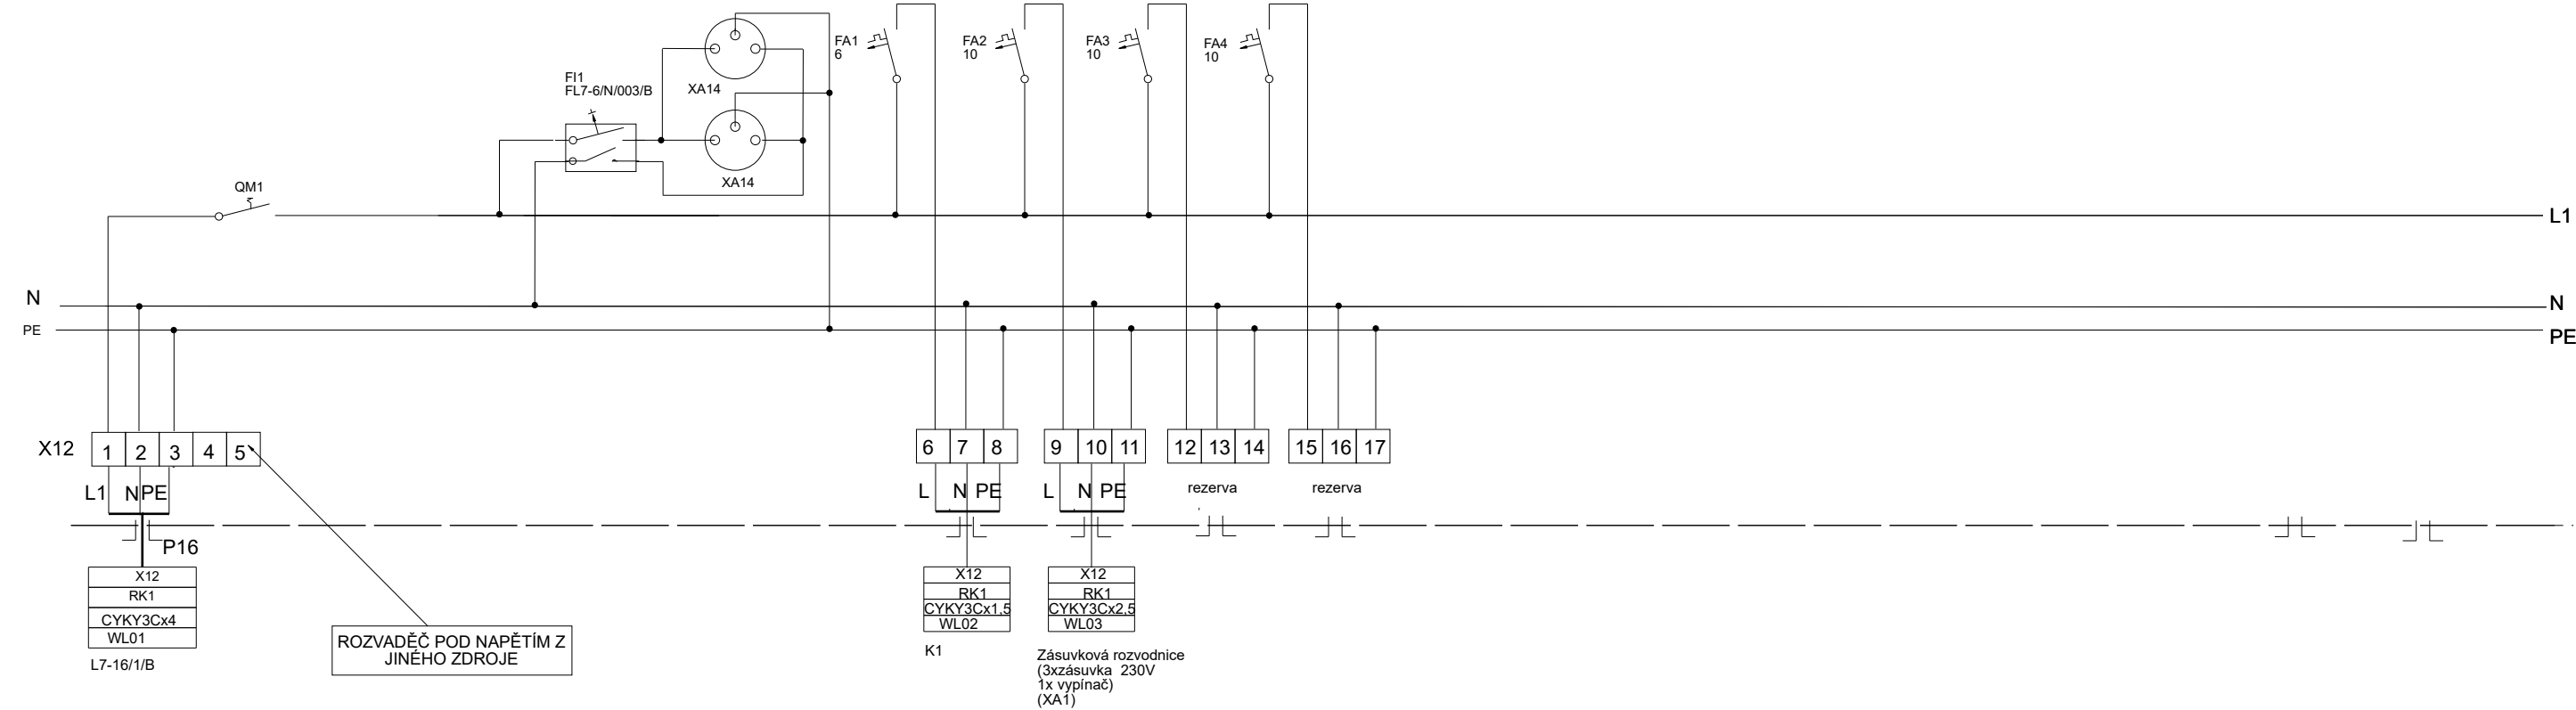 FA1
6
FA2
10
FA3
10
FA4
10
FI1
FL7-6/N/003/B
XA14
XA14
QM1
L1
N
N
PE
PE
X12
1 2 3 4 5
6 7 8
9 10 11
12 13 14
15 16 17
L1 N PE
L N PE
L N PE
rezerva
rezerva
P16
X12
RK1
CYKY3Cx4
WL01
L7-16/1/B
ROZVADĚČ POD NAPĚTÍM Z
JINÉHO ZDROJE
X12
RK1
CYKY3Cx1,5
WL02
K1
X12
RK1
CYKY3Cx2,5
WL03
Zásuvková rozvodnice
(3xzásuvka 230V
1x vypínač)
(XA1)